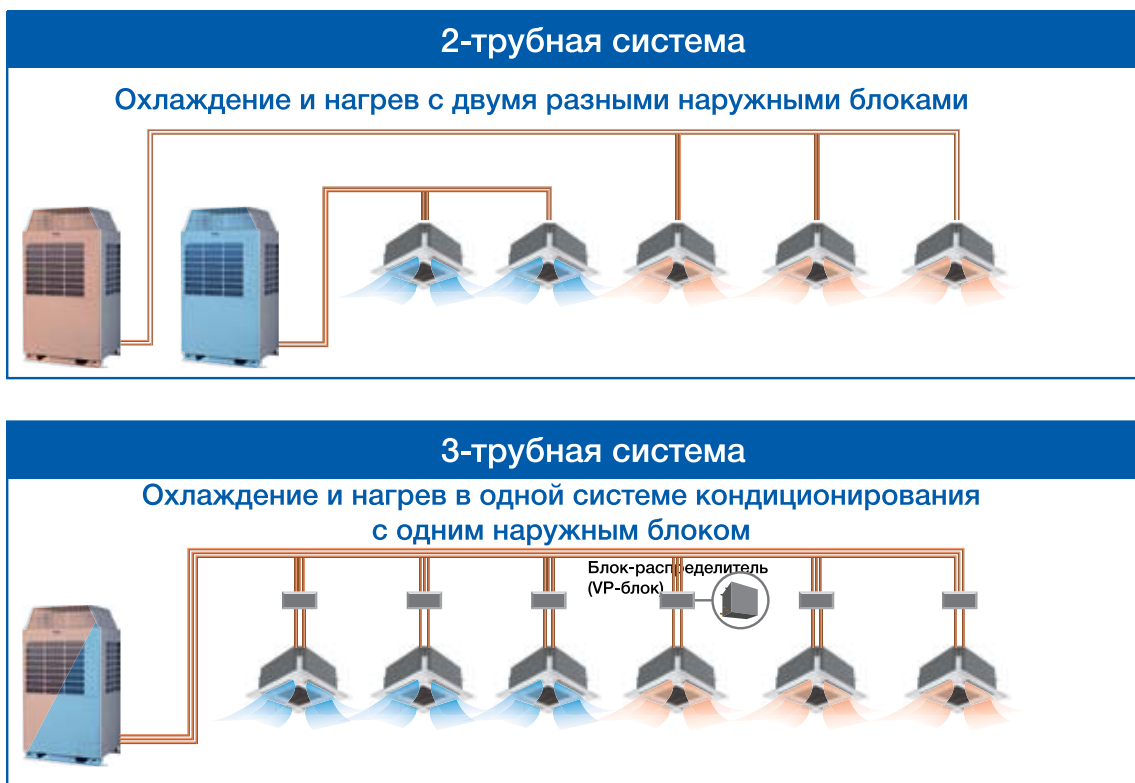 2-трубная система
Охлаждение и нагрев с двумя разными наружными блоками
3-трубная система
Охлаждение и нагрев в одной системе кондиционирования
с одним наружным блоком
Блок-распределитель
(VP-блок)